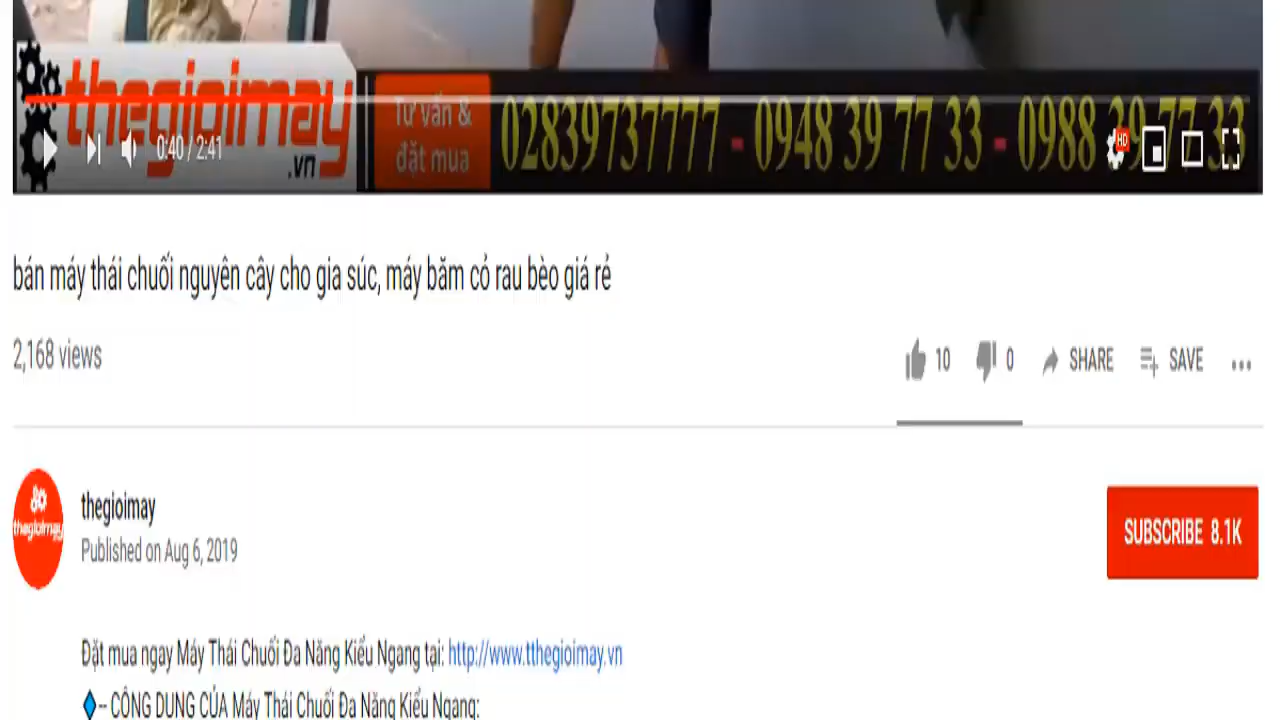 thegioimay
.vn
Tư vấn &
đặt mua
02839737777 - 0948 39 77 33 - 0988 39 77 33
HD
0:40 / 2:41
bán máy thái chuối nguyên cây cho gia súc, máy băm cỏ rau bèo giá rẻ
2,168 views
10 0 SHARE SAVE
thegioimay
thegioimay
Published on Aug 6, 2019
SUBSCRIBE 8.1K
Đặt mua ngay Máy Thái Chuối Đa Năng Kiểu Ngang tại: http://www.tthegioimay.vn
-- CÔNG DỤNG CỦA Máy Thái Chuối Đa Năng Kiểu Ngang: